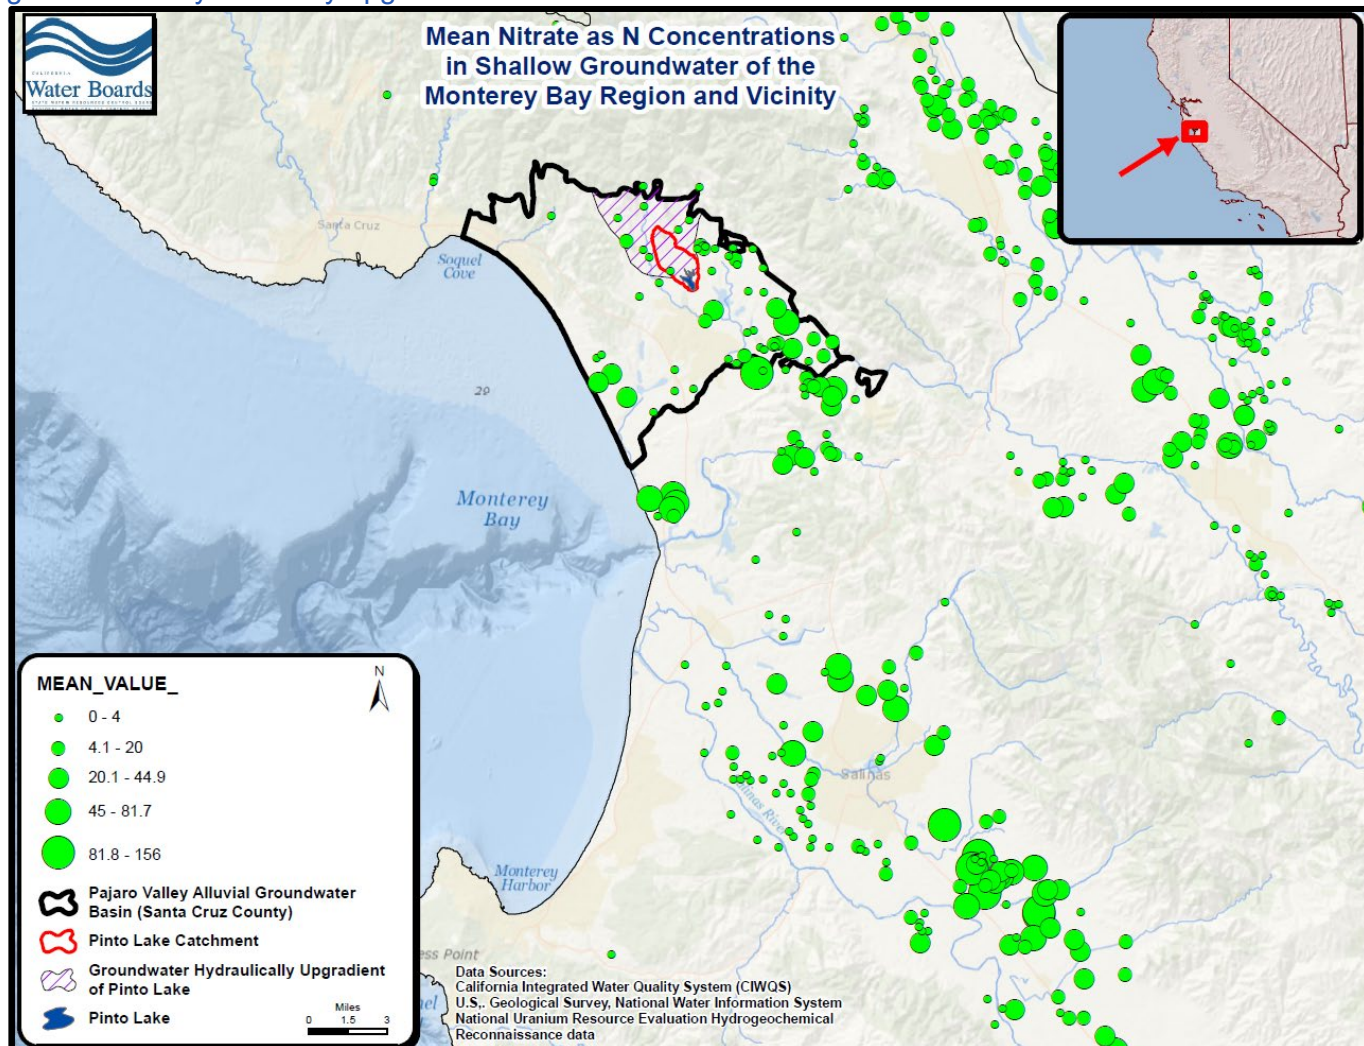 Mean Nitrate as N Concentrations
in Shallow Groundwater of the
Monterey Bay Region and Vicinity
CALIFORNIA
Water Boards
Santa Cruz
Soquel
Cove
29
Monterey
Bay
Salinas
Salinas River
Monterey
Harbor
ess Point
nel
MEAN_VALUE_
N
0 - 4
4.1 - 20
20.1 - 44.9
45 - 81.7
81.8 - 156
Pajaro Valley Alluvial Groundwater
Basin (Santa Cruz County)
Pinto Lake Catchment
Groundwater Hydraulically Upgradient
of Pinto Lake
Pinto Lake
Miles
0 1.5 3
Data Sources:
California Integrated Water Quality System (CIWQS)
U.S,. Geological Survey, National Water Information System
National Uranium Resource Evaluation Hydrogeochemical
Reconnaissance data